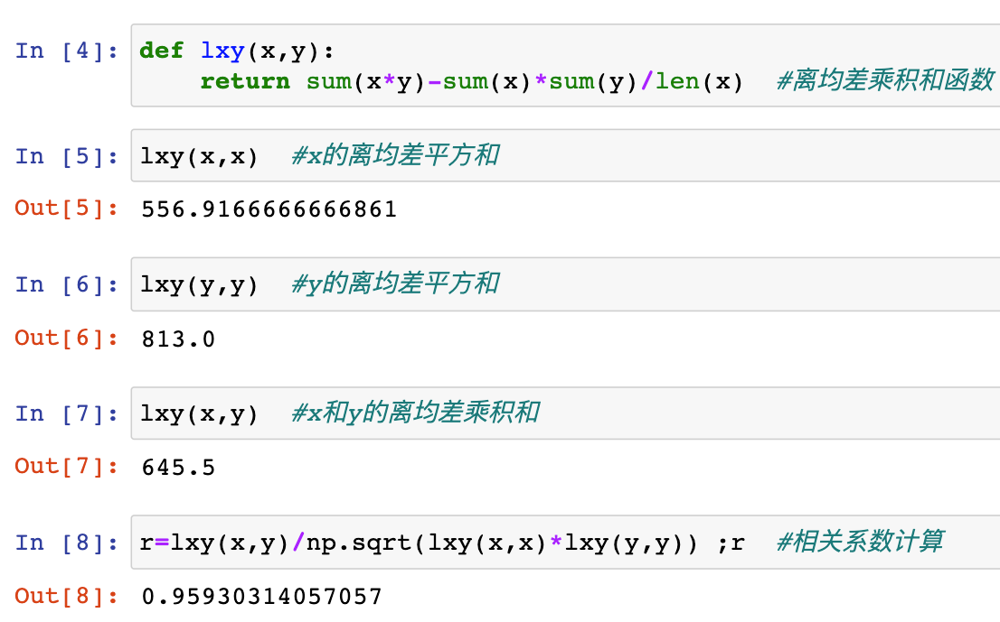 In [4]: def lxy(x,y):
return sum(x*y)-sum(x)*sum(y)/len(x)  #离均差乘积和函数
In [5]: lxy(x,x)  #x的离均差平方和
Out[5]: 556.9166666666861
In [6]: lxy(y,y)  #y的离均差平方和
Out[6]: 813.0
In [7]: lxy(x,y)  #x和y的离均差乘积和
Out[7]: 645.5
In [8]: r=lxy(x,y)/np.sqrt(lxy(x,x)*lxy(y,y)) ;r  #相关系数计算
Out[8]: 0.95930314057057